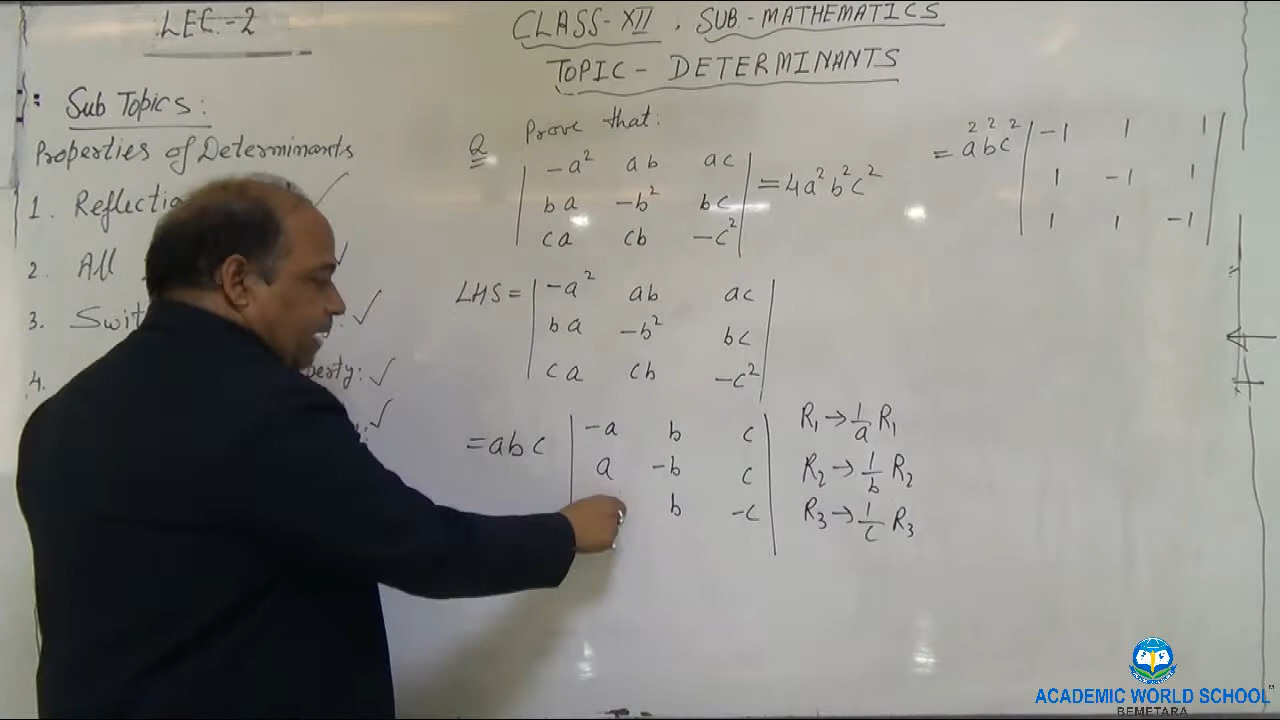 LEC.-2
CLASS-XII, SUB-MATHEMATICS
TOPIC- DETERMINANTS
Sub Topics:
Properties of Determinants
1. Reflectio
2. All
3. Swit
4. perty:
Q Prove that:
| -a² ab ac |
| ba -b² bc | = 4a²b²c²
| ca cb -c² |
LHS = | -a² ab ac |
| ba -b² bc |
| ca cb -c² |
= abc | -a b c | R₁→1/a R₁
| a -b c | R₂→1/b R₂
b -c | R₃→1/c R₃
= a²b²c² | -1 1 1 |
| 1 -1 1 |
| 1 1 -1 |
ACADEMIC WORLD SCHOOL
BEMETARA